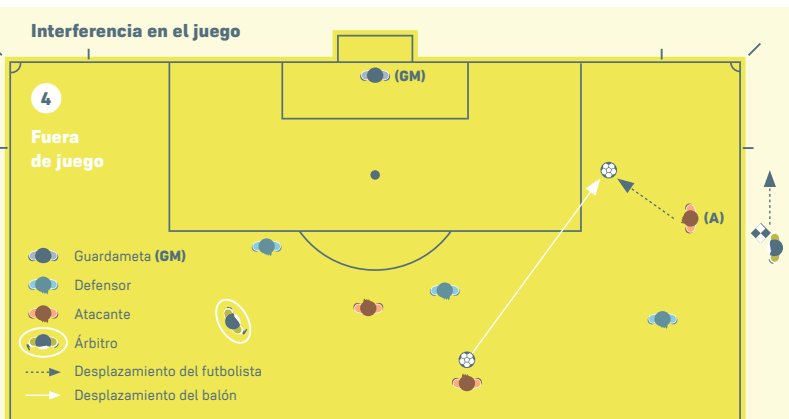 Interferencia en el juego
(GM)
4
Fuera
de juego
(A)
Guardameta (GM)
Defensor
Atacante
Árbitro
Desplazamiento del futbolista
Desplazamiento del balón